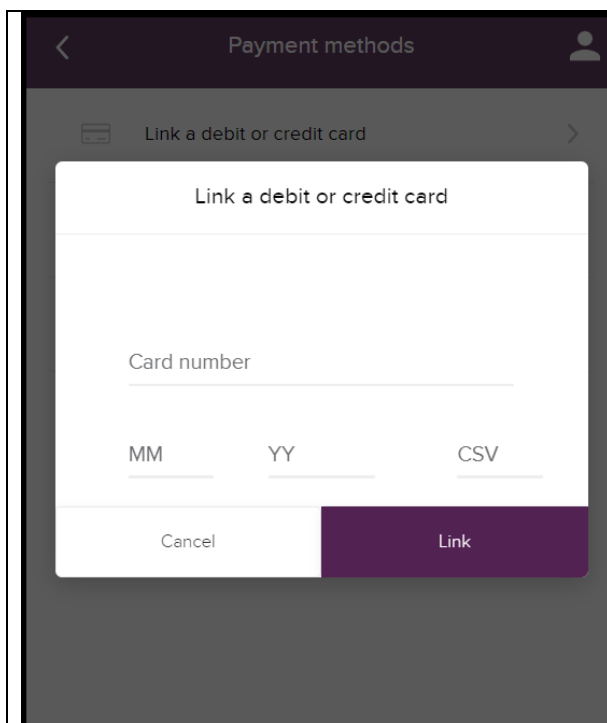 Payment methods
Link a debit or credit card
Link a debit or credit card
Card number
MM YY CSV
Cancel Link